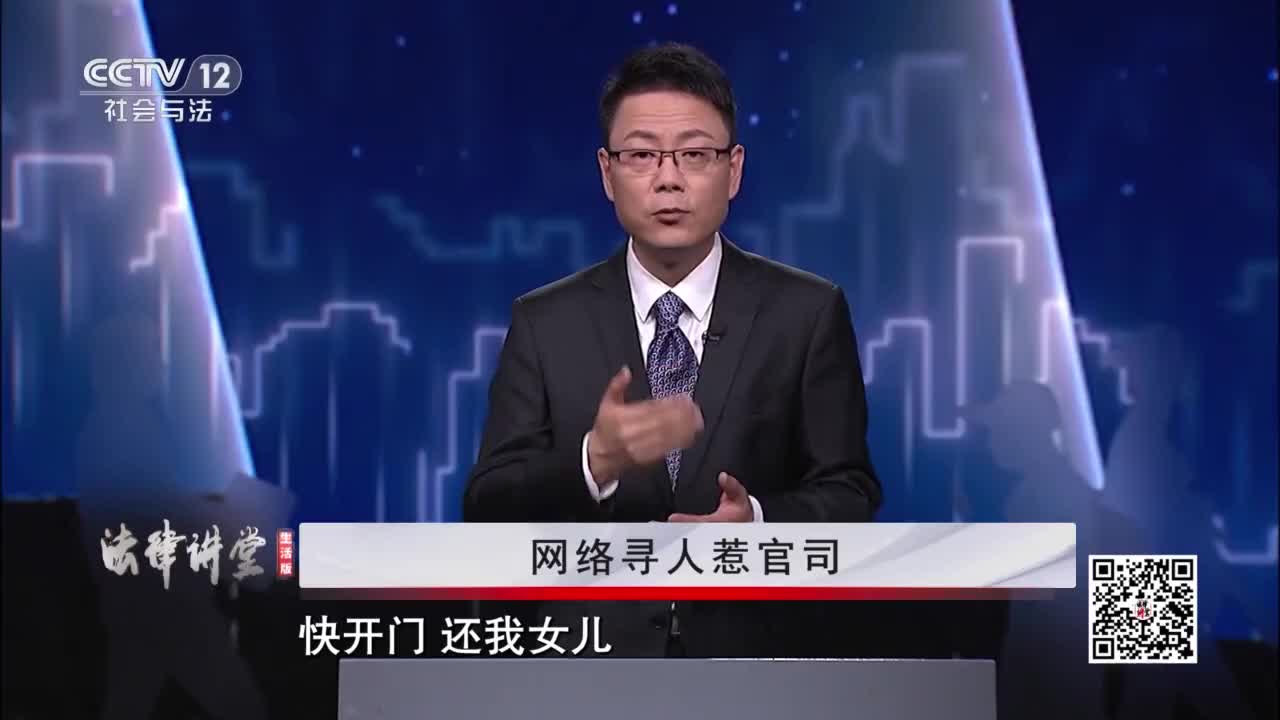 CCTV 12
社会与法
法律讲堂
生活版
网络寻人惹官司
快开门 还我女儿